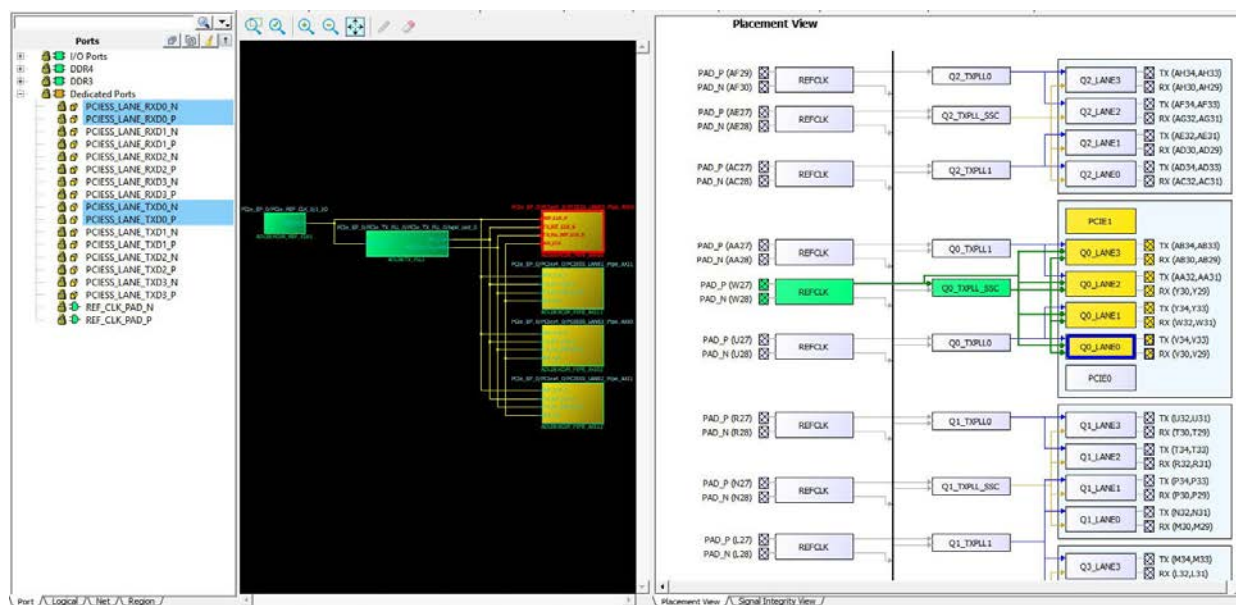 Placement View
Ports
I/O Ports
DDR4
DDR3
Dedicated Ports
PCIESS_LANE_RXD0_N
PCIESS_LANE_RXD0_P
PCIESS_LANE_RXD1_N
PCIESS_LANE_RXD1_P
PCIESS_LANE_RXD2_N
PCIESS_LANE_RXD2_P
PCIESS_LANE_RXD3_N
PCIESS_LANE_RXD3_P
PCIESS_LANE_TXD0_N
PCIESS_LANE_TXD0_P
PCIESS_LANE_TXD1_N
PCIESS_LANE_TXD1_P
PCIESS_LANE_TXD2_N
PCIESS_LANE_TXD2_P
PCIESS_LANE_TXD3_N
PCIESS_LANE_TXD3_P
REF_CLK_PAD_N
REF_CLK_PAD_P
PAD_P (AF29)
PAD_N (AF30)
REFCLK
Q2_TXPLL0
Q2_LANE3
TX (AH34,AH33)
RX (AH30,AH29)
PAD_P (AE27)
PAD_N (AE28)
REFCLK
Q2_TXPLL_SSC
Q2_LANE2
TX (AF34,AF33)
RX (AG32,AG31)
Q2_LANE1
TX (AE32,AE31)
RX (AD30,AD29)
PAD_P (AC27)
PAD_N (AC28)
REFCLK
Q2_TXPLL1
Q2_LANE0
TX (AD34,AD33)
RX (AC32,AC31)
PCIE1
PAD_P (AA27)
PAD_N (AA28)
REFCLK
Q0_TXPLL1
Q0_LANE3
TX (AB34,AB33)
RX (AB30,AB29)
PAD_P (W27)
PAD_N (W28)
REFCLK
Q0_TXPLL_SSC
Q0_LANE2
TX (AA32,AA31)
RX (Y30,Y29)
Q0_LANE1
TX (Y34,Y33)
RX (W32,W31)
PAD_P (U27)
PAD_N (U28)
REFCLK
Q0_TXPLL0
Q0_LANE0
TX (V34,V33)
RX (V30,V29)
PCIE0
PAD_P (R27)
PAD_N (R28)
REFCLK
Q1_TXPLL0
Q1_LANE3
TX (U32,U31)
RX (T30,T29)
Q1_LANE2
TX (T34,T33)
RX (R32,R31)
PAD_P (N27)
PAD_N (N28)
REFCLK
Q1_TXPLL_SSC
Q1_LANE1
TX (P34,P33)
RX (P30,P29)
Q1_LANE0
TX (N32,N31)
RX (M30,M29)
PAD_P (L27)
PAD_N (L28)
REFCLK
Q1_TXPLL1
Q3_LANE3
TX (M34,M33)
RX (L32,L31)
Port
Logical
Net
Region
Placement View
Signal Integrity View